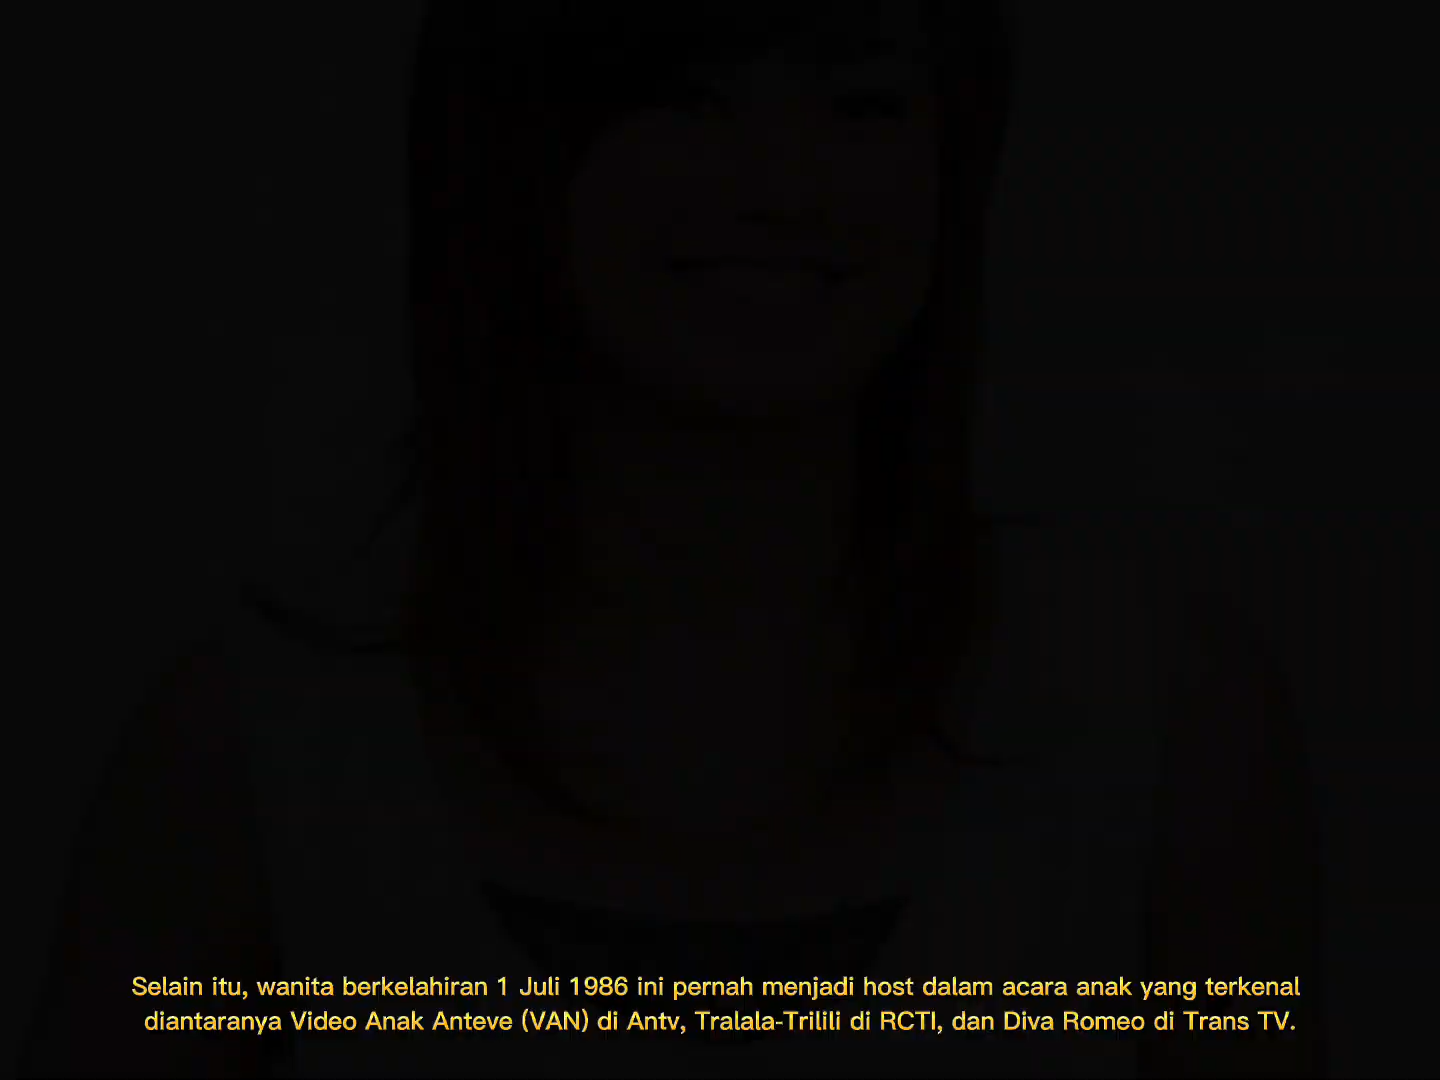 Selain itu, wanita berkelahiran 1 Juli 1986 ini pernah menjadi host dalam acara anak yang terkenal
diantaranya Video Anak Anteve (VAN) di Antv, Tralala-Trilili di RCTI, dan Diva Romeo di Trans TV.